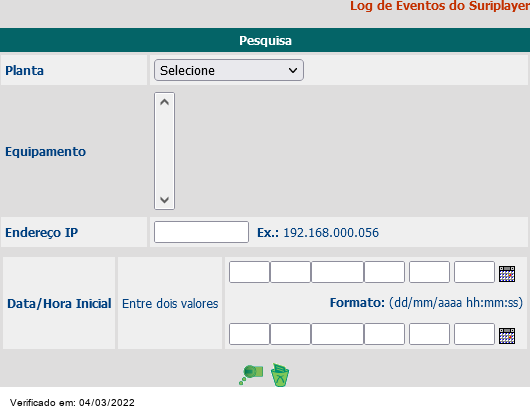 Log de Eventos do Suriplayer
Pesquisa
Planta Selecione
Equipamento
Endereço IP Ex.: 192.168.000.056
Data/Hora Inicial Entre dois valores Formato: (dd/mm/aaaa hh:mm:ss)
Verificado em: 04/03/2022